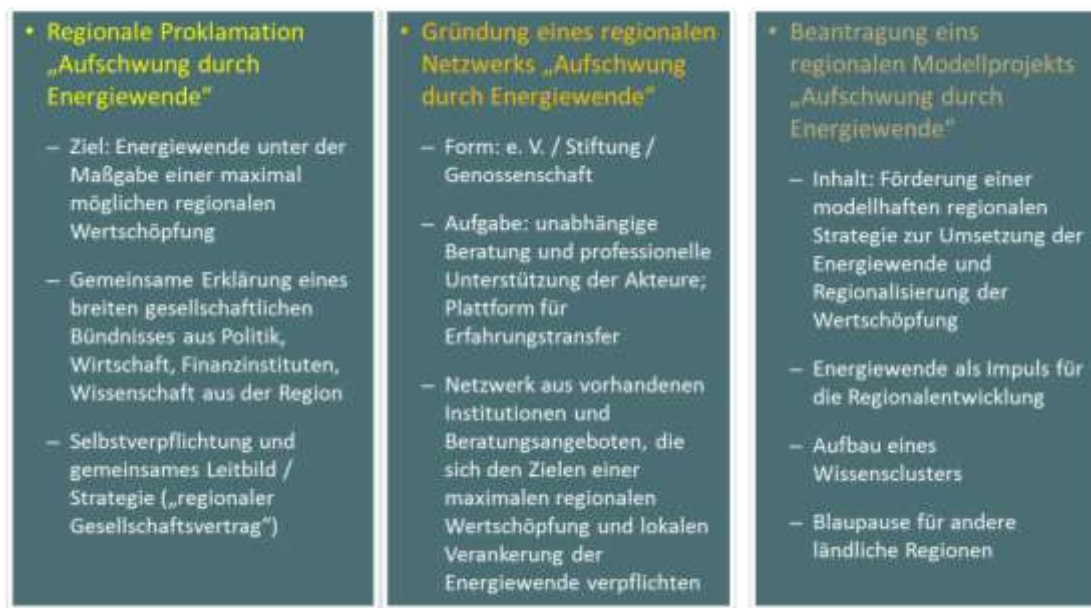 • Regionale Proklamation
„Aufschwung durch
Energiewende“
– Ziel: Energiewende unter der
Maßgabe einer maximal
möglichen regionalen
Wertschöpfung
– Gemeinsame Erklärung eines
breiten gesellschaftlichen
Bündnisses aus Politik,
Wirtschaft, Finanzinstituten,
Wissenschaft aus der Region
– Selbstverpflichtung und
gemeinsames Leitbild /
Strategie („regionaler
Gesellschaftsvertrag“)
• Gründung eines regionalen
Netzwerks „Aufschwung
durch Energiewende“
– Form: e. V. / Stiftung /
Genossenschaft
– Aufgabe: unabhängige
Beratung und professionelle
Unterstützung der Akteure;
Plattform für
Erfahrungstransfer
– Netzwerk aus vorhandenen
Institutionen und
Beratungsangeboten, die
sich den Zielen einer
maximalen regionalen
Wertschöpfung und lokalen
Verankerung der
Energiewende verpflichten
• Beantragung eins
regionalen Modellprojekts
„Aufschwung durch
Energiewende“
– Inhalt: Förderung einer
modellhaften regionalen
Strategie zur Umsetzung der
Energiewende und
Regionalisierung der
Wertschöpfung
– Energiewende als Impuls für
die Regionalentwicklung
– Aufbau eines
Wissensclusters
– Blaupause für andere
ländliche Regionen